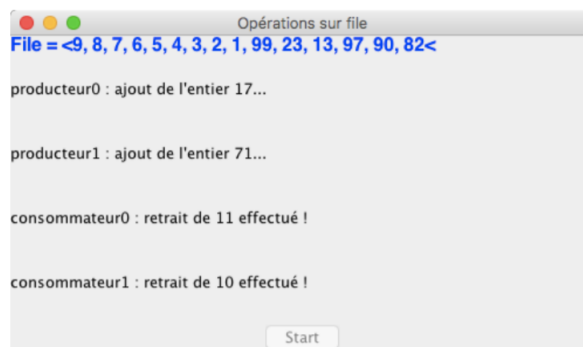 Opérations sur file
File = <9, 8, 7, 6, 5, 4, 3, 2, 1, 99, 23, 13, 97, 90, 82<
producteur0 : ajout de l'entier 17...
producteur1 : ajout de l'entier 71...
consommateur0 : retrait de 11 effectué !
consommateur1 : retrait de 10 effectué !
Start